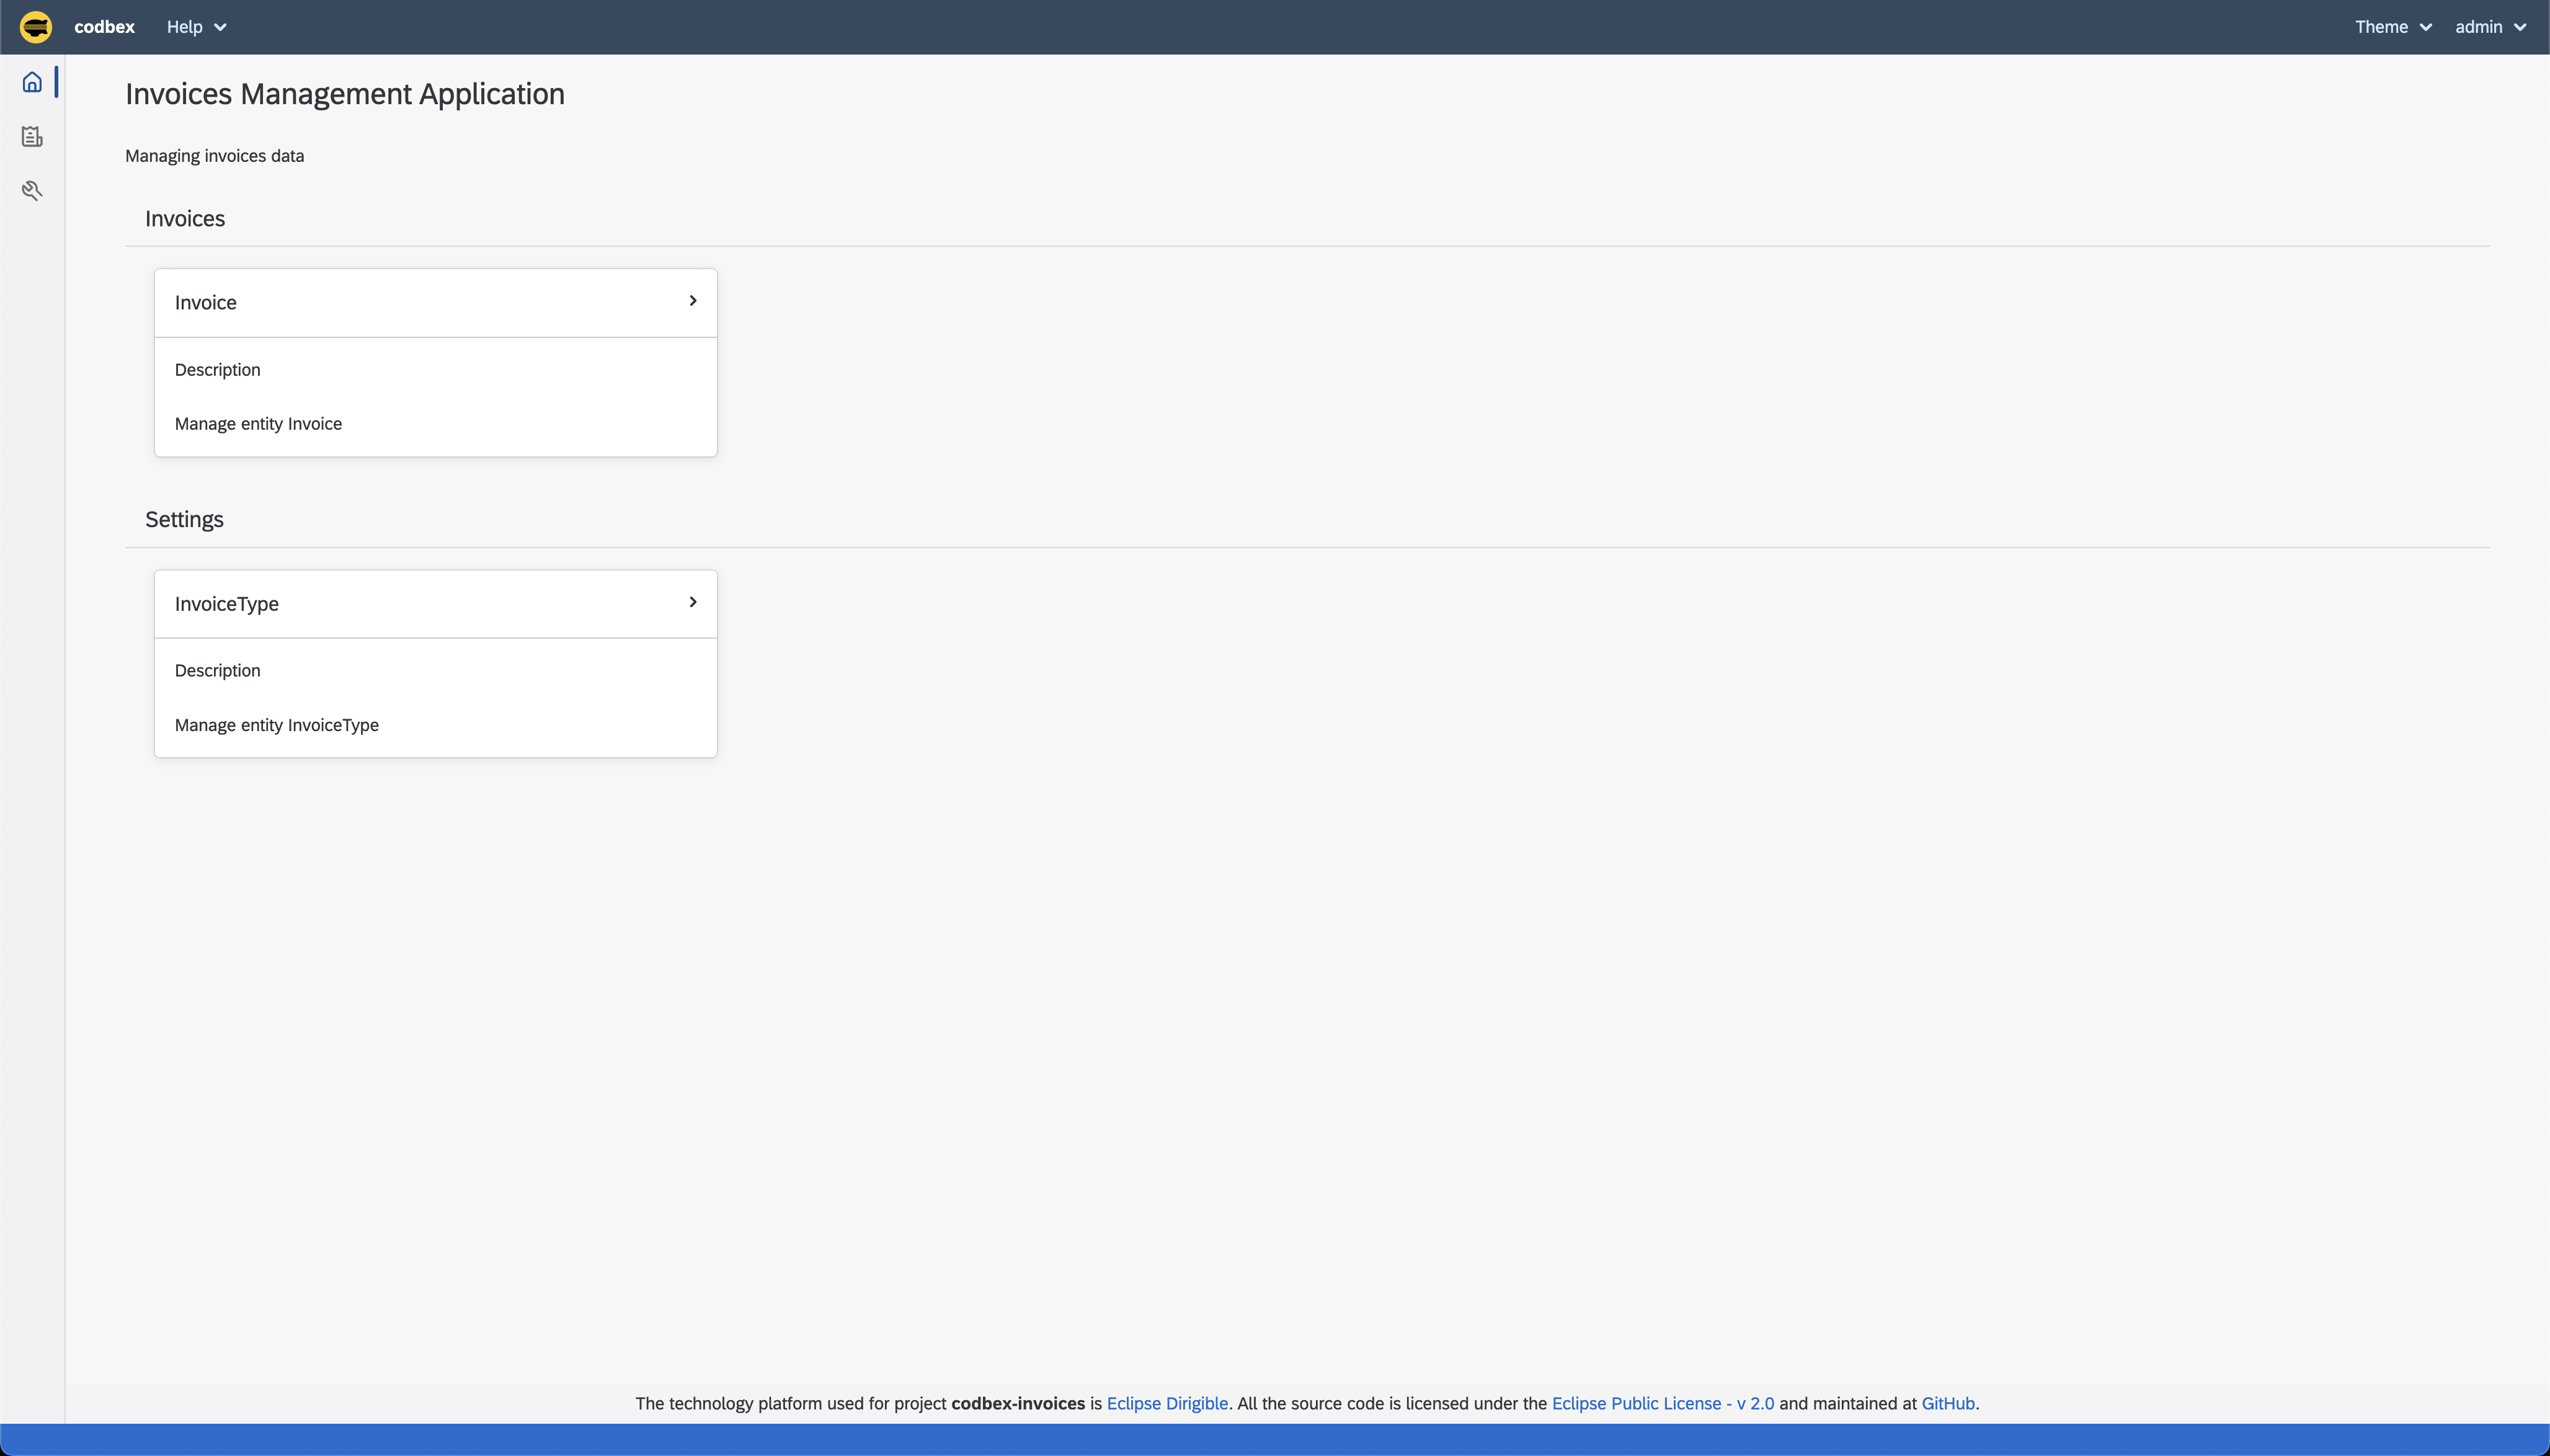 codbex Help Theme admin
Invoices Management Application
Managing invoices data
Invoices
Invoice
Description
Manage entity Invoice
Settings
InvoiceType
Description
Manage entity InvoiceType
The technology platform used for project codbex-invoices is Eclipse Dirigible. All the source code is licensed under the Eclipse Public License - v 2.0 and maintained at GitHub.